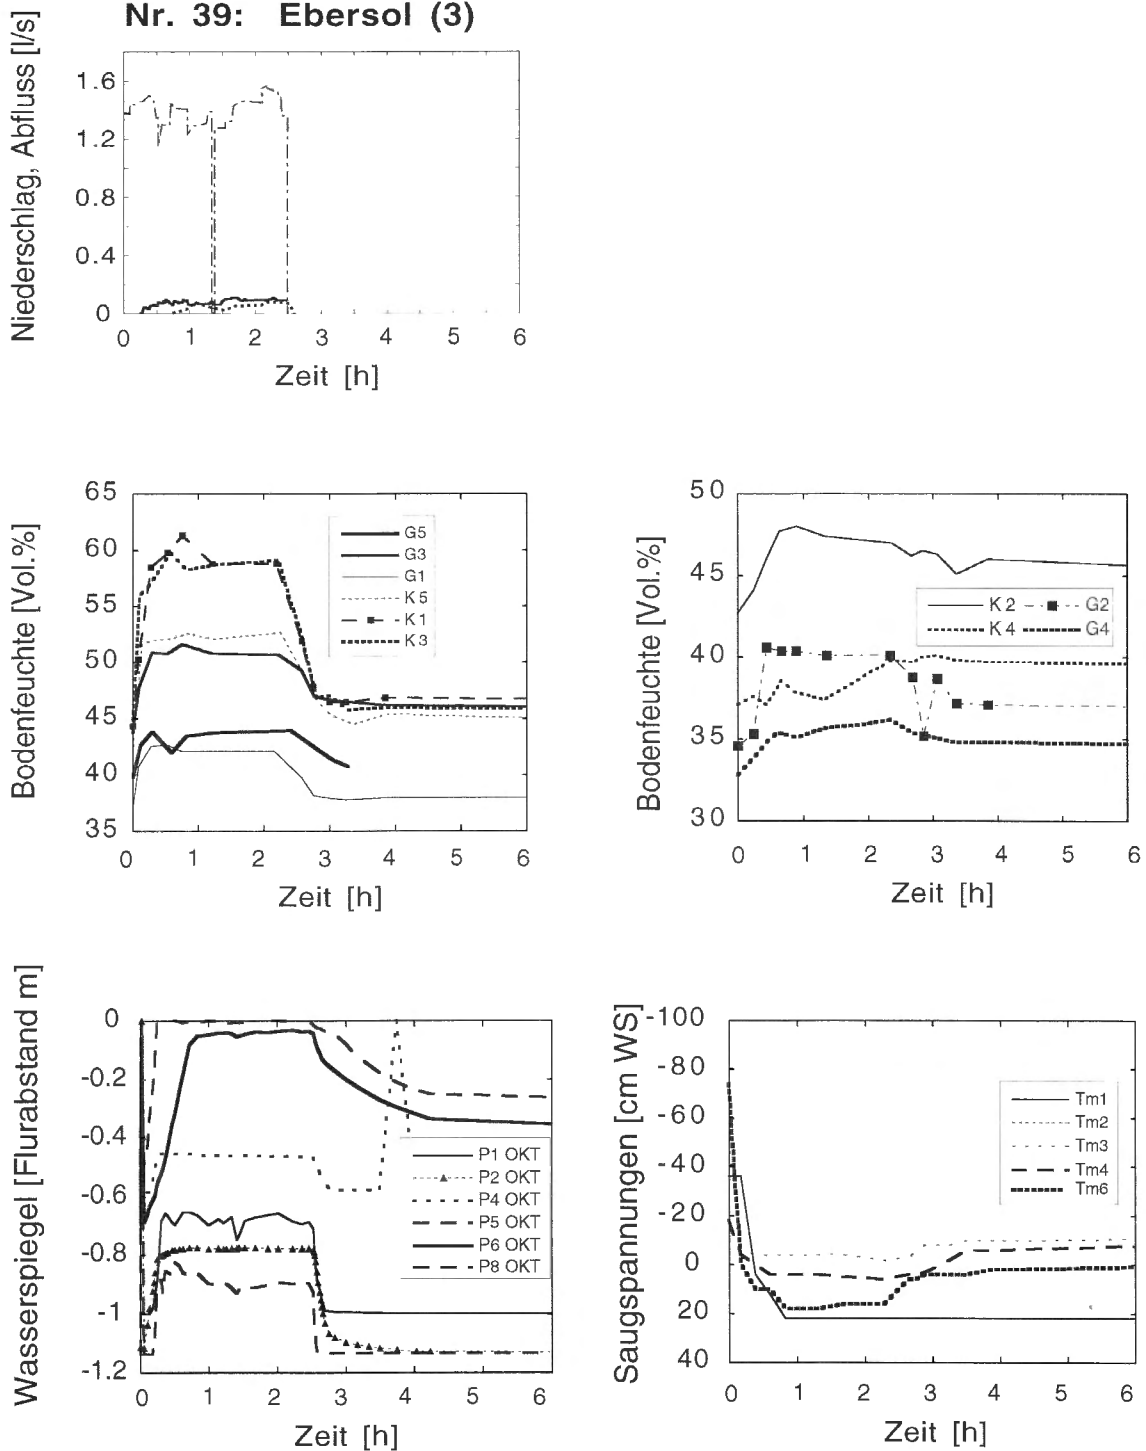 Nr. 39: Ebersol (3)
Niederschlag, Abfluss [l/s]
1.6
1.2
0.8
0.4
0
0 1 2 3 4 5 6
Zeit [h]
Bodenfeuchte [Vol.%]
65
60
55
50
45
40
35
G5
G3
G1
K5
K1
K3
0 1 2 3 4 5 6
Zeit [h]
Bodenfeuchte [Vol.%]
50
45
40
35
30
K2 G2
K4 G4
0 1 2 3 4 5 6
Zeit [h]
Wasserspiegel [Flurabstand m]
0
-0.2
-0.4
-0.6
-0.8
-1
-1.2
P1 OKT
P2 OKT
P4 OKT
P5 OKT
P6 OKT
P8 OKT
0 1 2 3 4 5 6
Zeit [h]
Saugspannungen [cm WS]
-100
-80
-60
-40
-20
0
20
40
Tm1
Tm2
Tm3
Tm4
Tm6
0 1 2 3 4 5 6
Zeit [h]